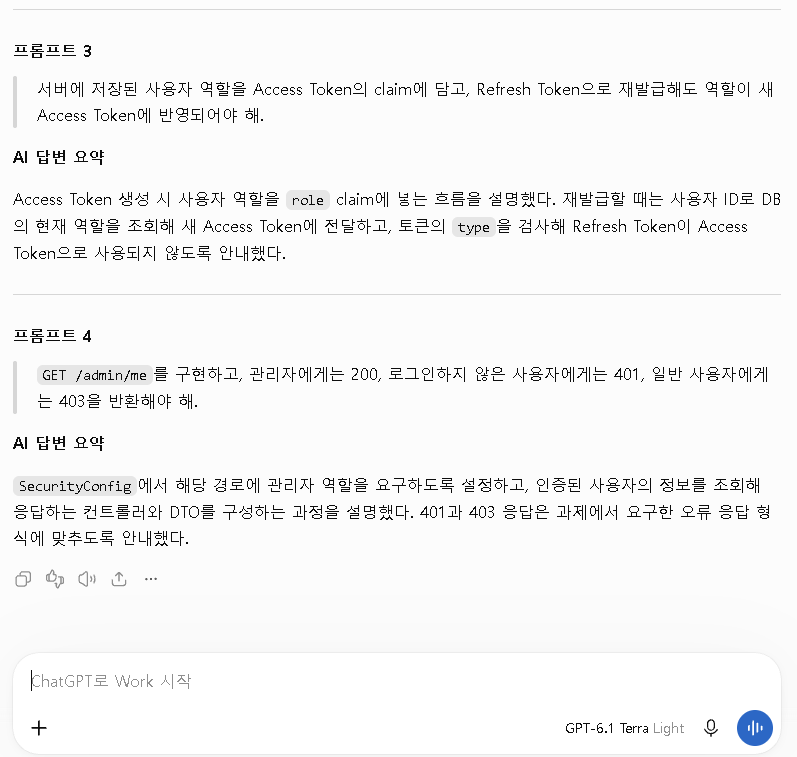 프롬프트 3
서버에 저장된 사용자 역할을 Access Token의 claim에 담고, Refresh Token으로 재발급해도 역할이 새
Access Token에 반영되어야 해.
AI 답변 요약
Access Token 생성 시 사용자 역할을 role claim에 넣는 흐름을 설명했다. 재발급할 때는 사용자 ID로 DB
의 현재 역할을 조회해 새 Access Token에 전달하고, 토큰의 type을 검사해 Refresh Token이 Access
Token으로 사용되지 않도록 안내했다.
프롬프트 4
GET /admin/me를 구현하고, 관리자에게는 200, 로그인하지 않은 사용자에게는 401, 일반 사용자에게
는 403을 반환해야 해.
AI 답변 요약
SecurityConfig에서 해당 경로에 관리자 역할을 요구하도록 설정하고, 인증된 사용자의 정보를 조회해
응답하는 컨트롤러와 DTO를 구성하는 과정을 설명했다. 401과 403 응답은 과제에서 요구한 오류 응답 형
식에 맞추도록 안내했다.
ChatGPT로 Work 시작
GPT-6.1 Terra Light